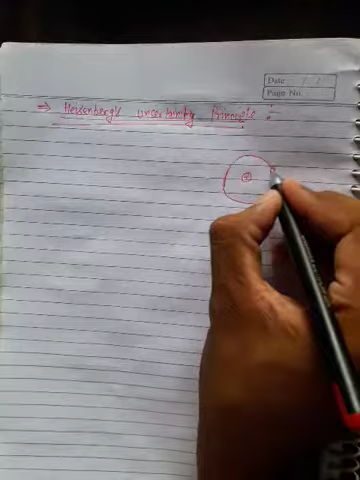 Date / /
Page No.
⇒ Heisenberg's Uncertainty Principle :-
+